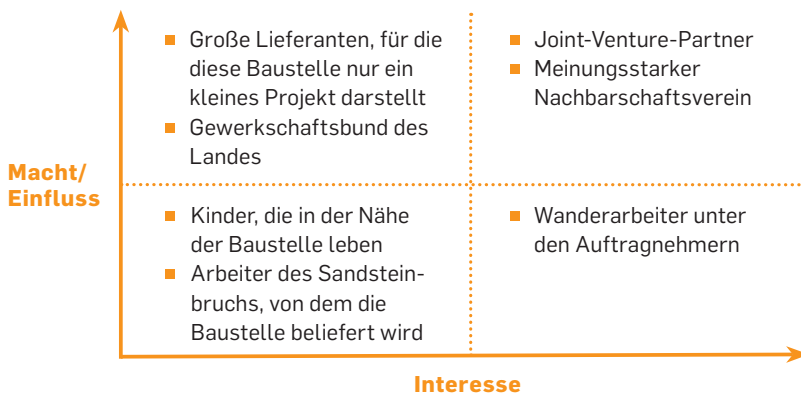 Große Lieferanten, für die
diese Baustelle nur ein
kleines Projekt darstellt
Gewerkschaftsbund des
Landes
Joint-Venture-Partner
Meinungsstarker
Nachbarschaftsverein
Macht/
Einfluss
Kinder, die in der Nähe
der Baustelle leben
Arbeiter des Sandstein-
bruchs, von dem die
Baustelle beliefert wird
Wanderarbeiter unter
den Auftragnehmern
Interesse